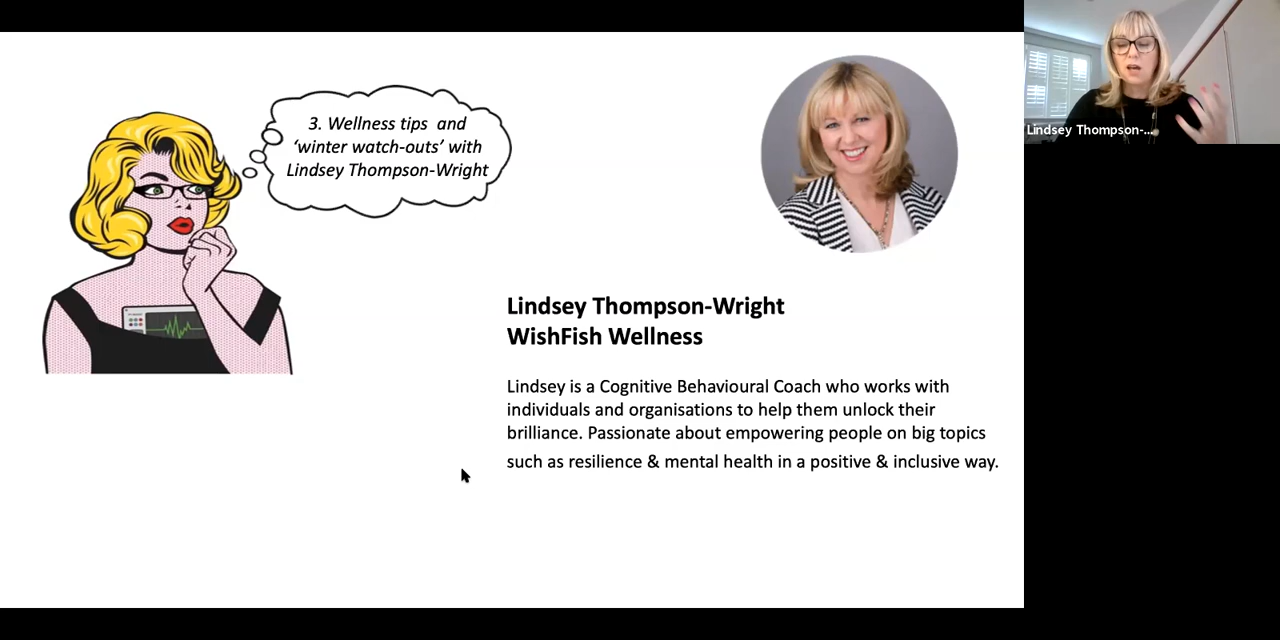 3. Wellness tips and
‘winter watch-outs’ with
Lindsey Thompson-Wright
Lindsey Thompson-...
Lindsey Thompson-Wright
WishFish Wellness
Lindsey is a Cognitive Behavioural Coach who works with
individuals and organisations to help them unlock their
brilliance. Passionate about empowering people on big topics
such as resilience & mental health in a positive & inclusive way.